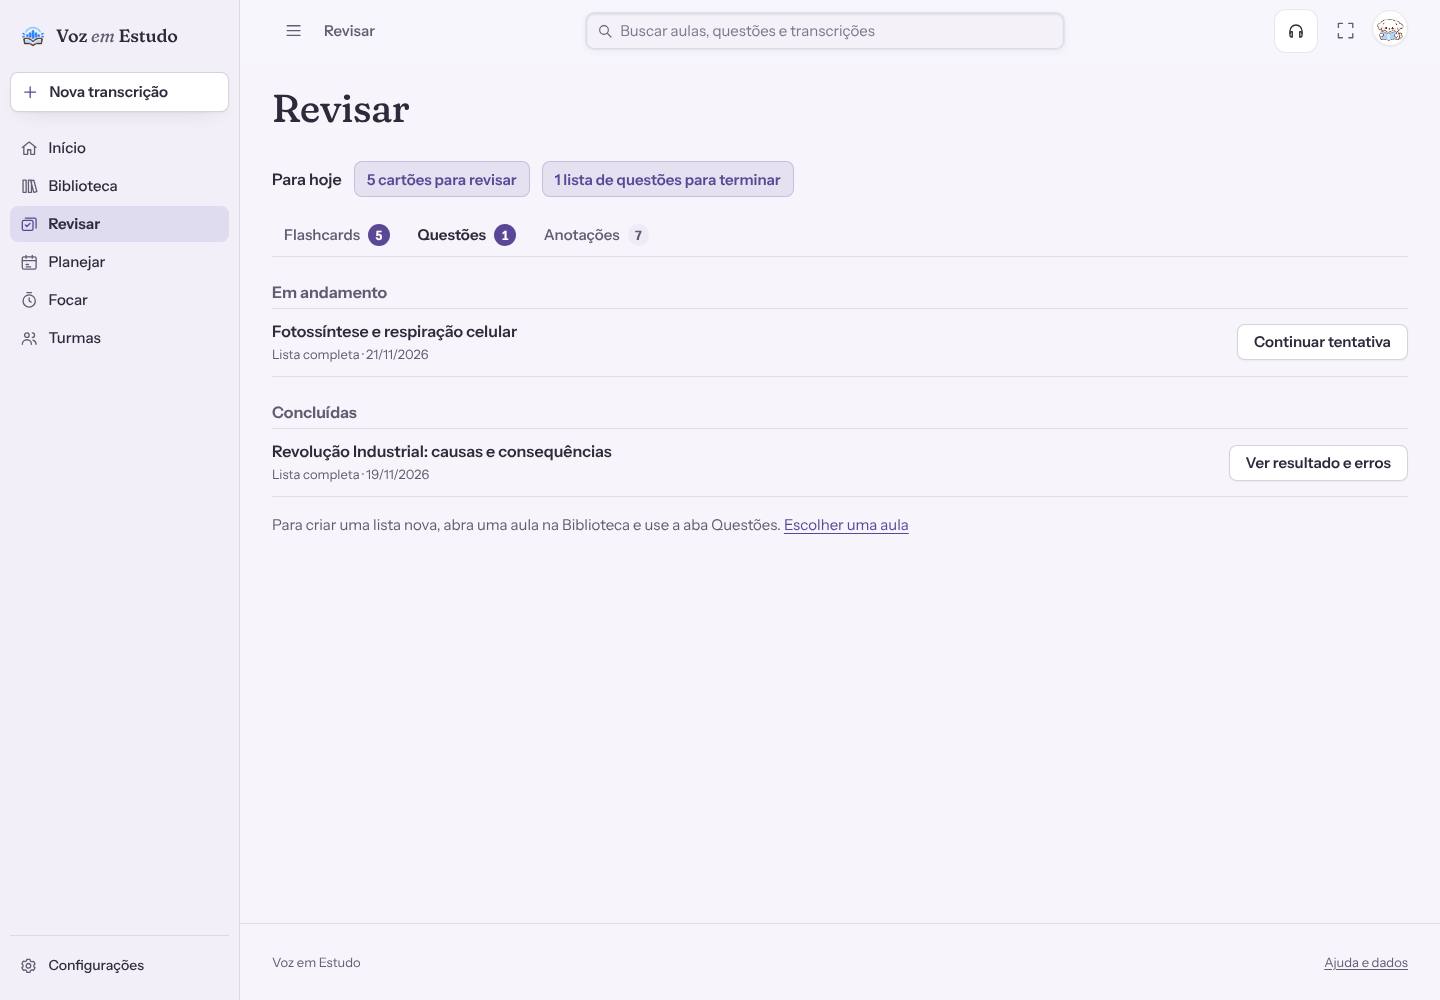 Voz em Estudo
Nova transcrição
Início
Biblioteca
Revisar
Planejar
Focar
Turmas
Configurações
Revisar
Buscar aulas, questões e transcrições
Revisar
Para hoje
5 cartões para revisar
1 lista de questões para terminar
Flashcards 5
Questões 1
Anotações 7
Em andamento
Fotossíntese e respiração celular
Lista completa · 21/11/2026
Continuar tentativa
Concluídas
Revolução Industrial: causas e consequências
Lista completa · 19/11/2026
Ver resultado e erros
Para criar uma lista nova, abra uma aula na Biblioteca e use a aba Questões. Escolher uma aula
Voz em Estudo
Ajuda e dados